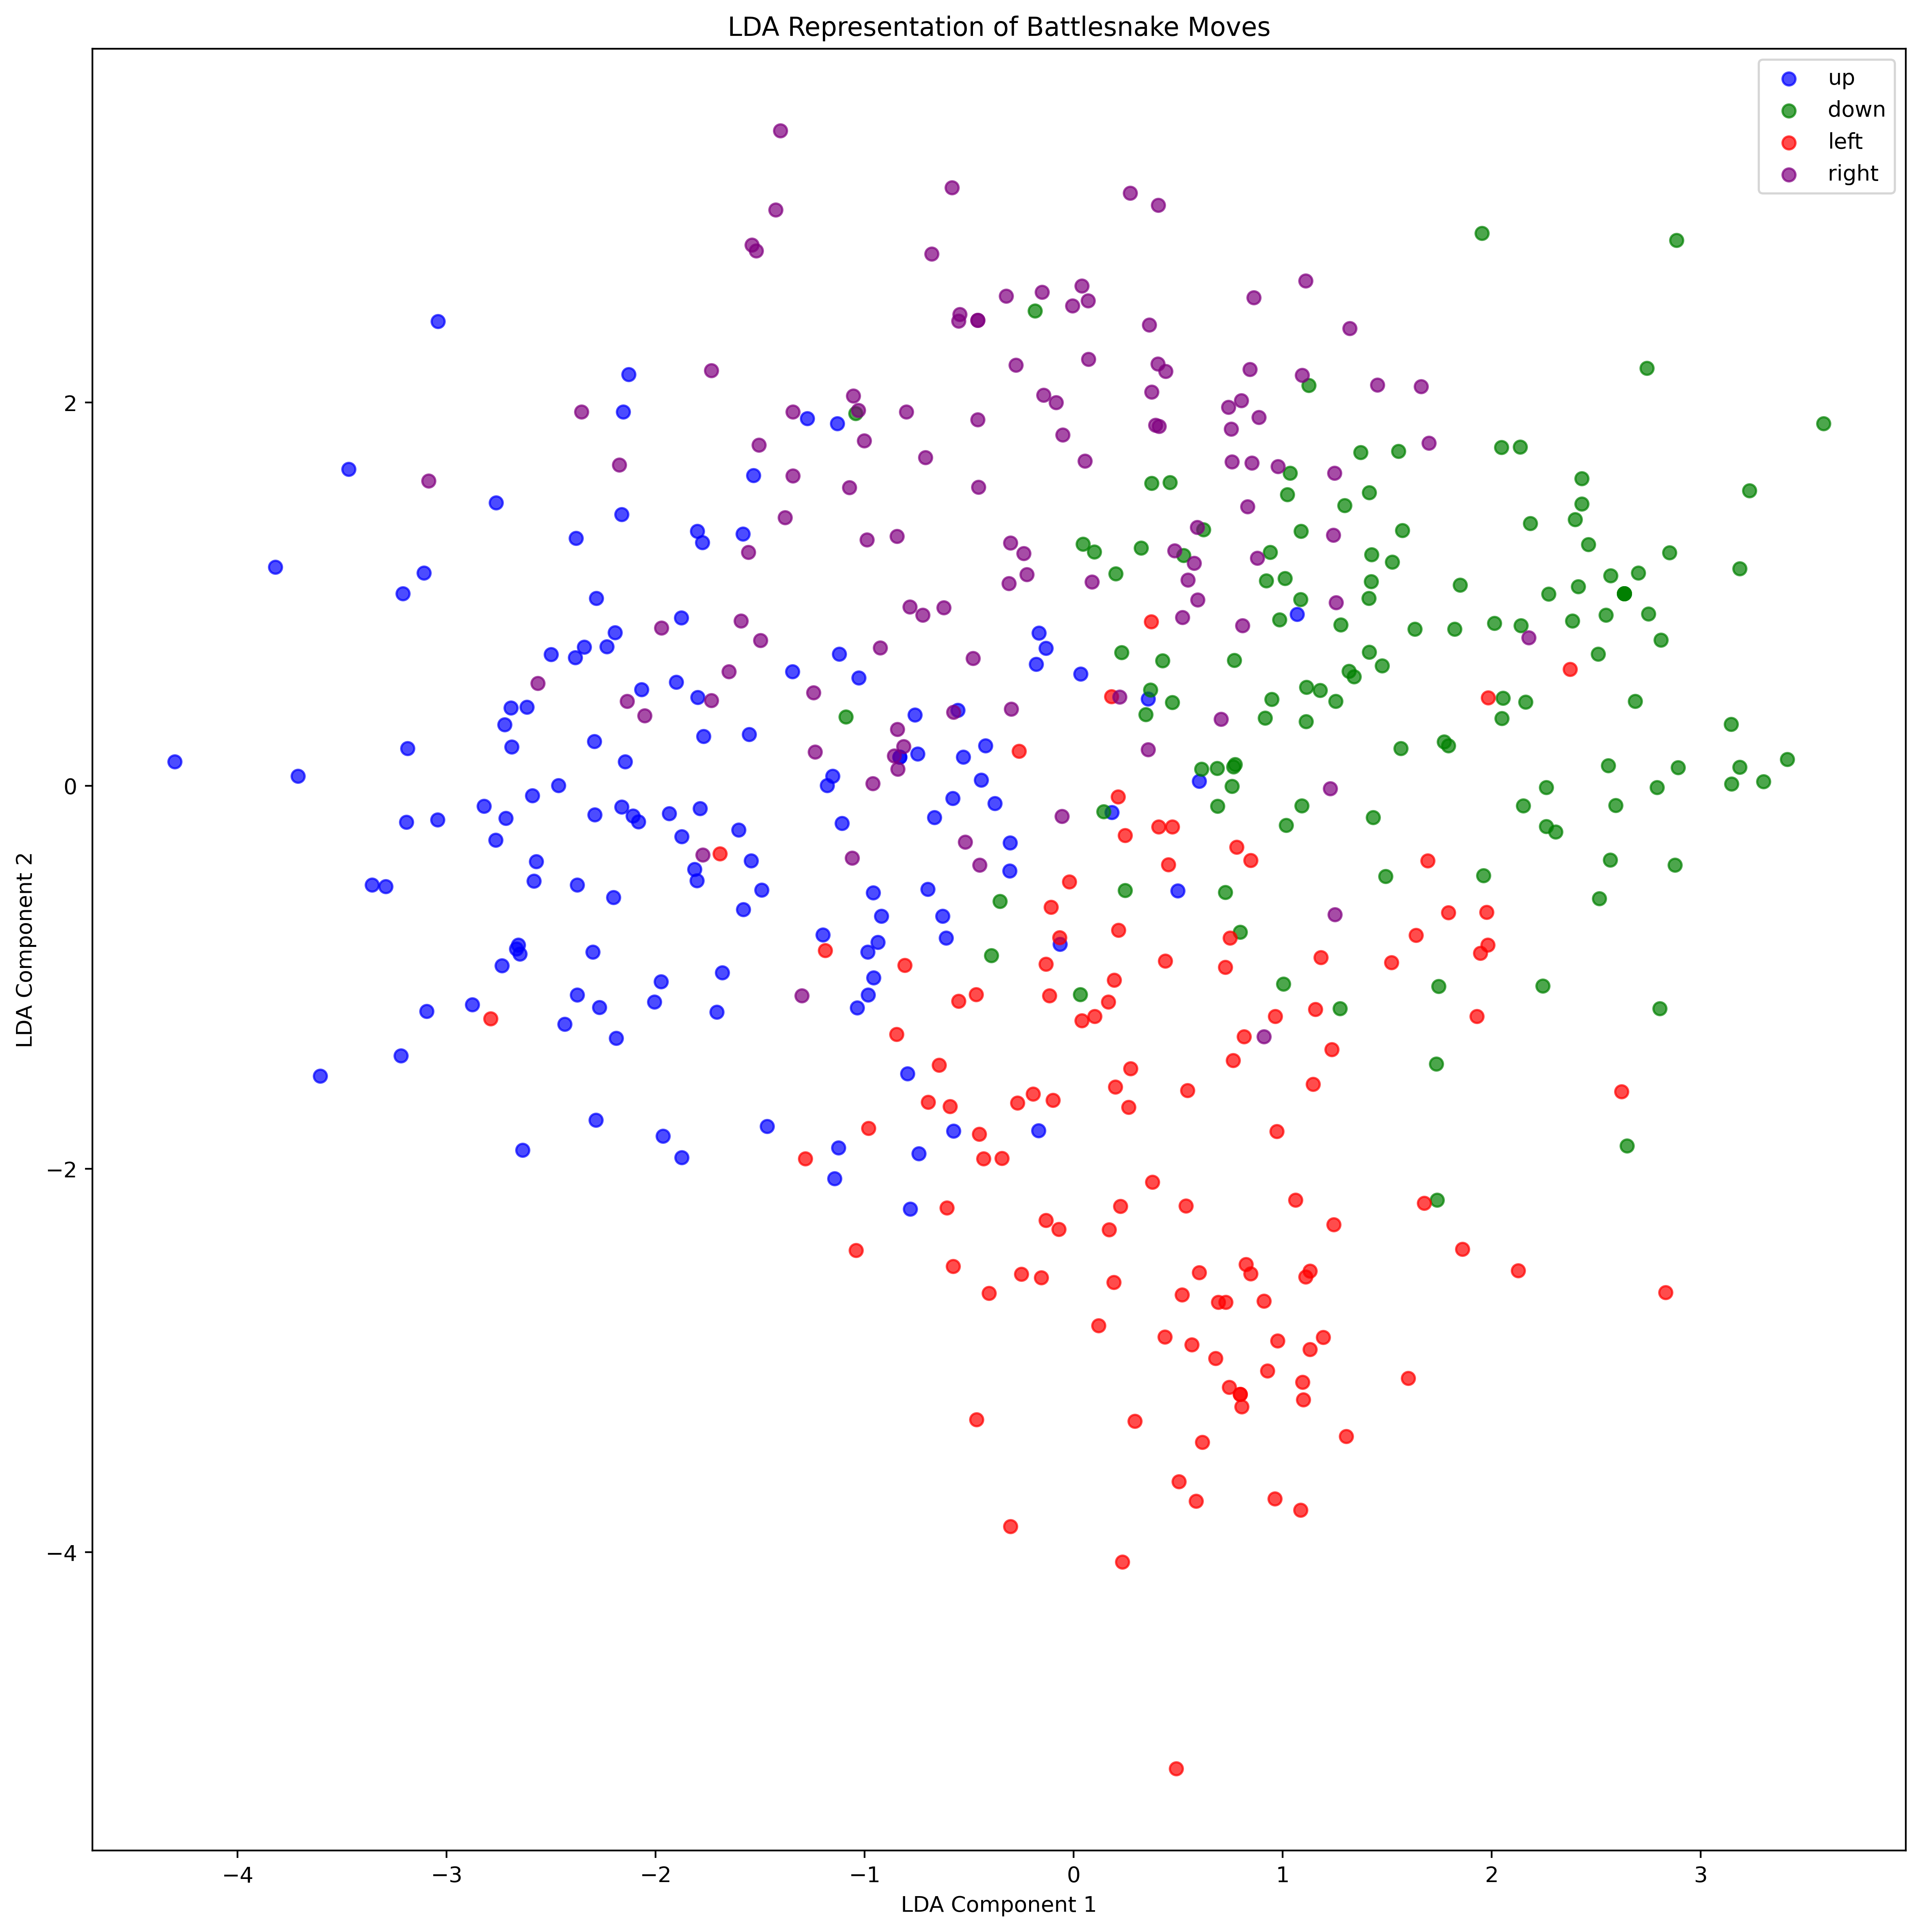 LDA Representation of Battlesnake Moves
up
down
left
right
LDA Component 2
2
0
−2
−4
−4
−3
−2
−1
0
1
2
3
LDA Component 1